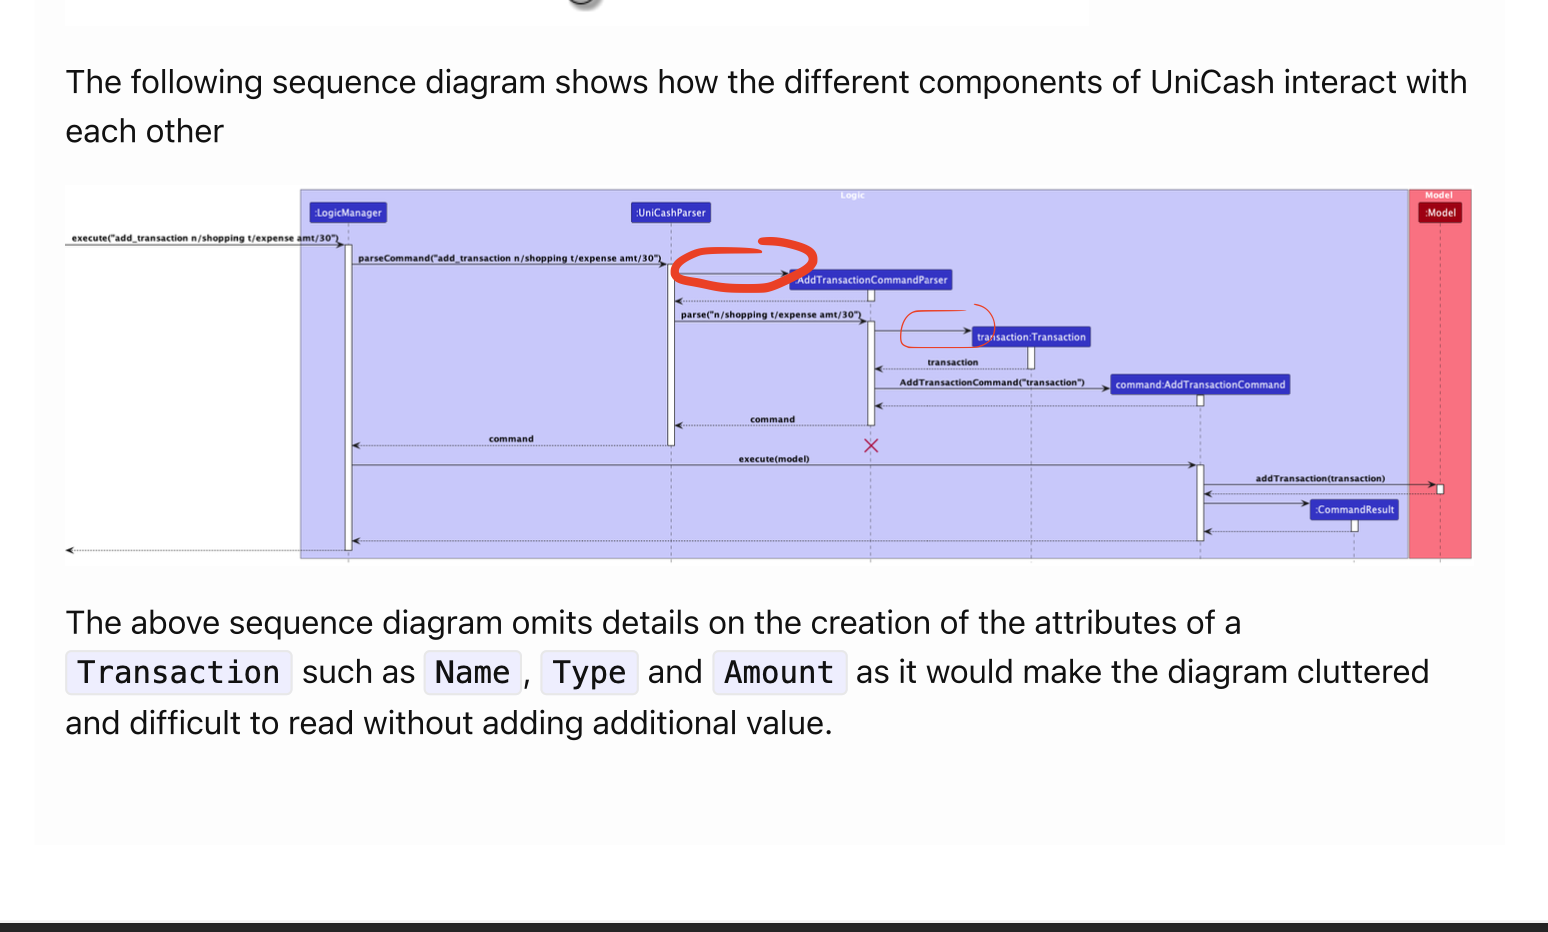 The following sequence diagram shows how the different components of UniCash interact with
each other
Logic
Model
:LogicManager
:UniCashParser
:Model
execute("add_transaction n/shopping t/expense amt/30")
parseCommand("add_transaction n/shopping t/expense amt/30")
:AddTransactionCommandParser
parse("n/shopping t/expense amt/30")
transaction:Transaction
transaction
AddTransactionCommand("transaction")
command:AddTransactionCommand
command
command
execute(model)
addTransaction(transaction)
:CommandResult
The above sequence diagram omits details on the creation of the attributes of a
Transaction such as Name, Type and Amount as it would make the diagram cluttered
and difficult to read without adding additional value.